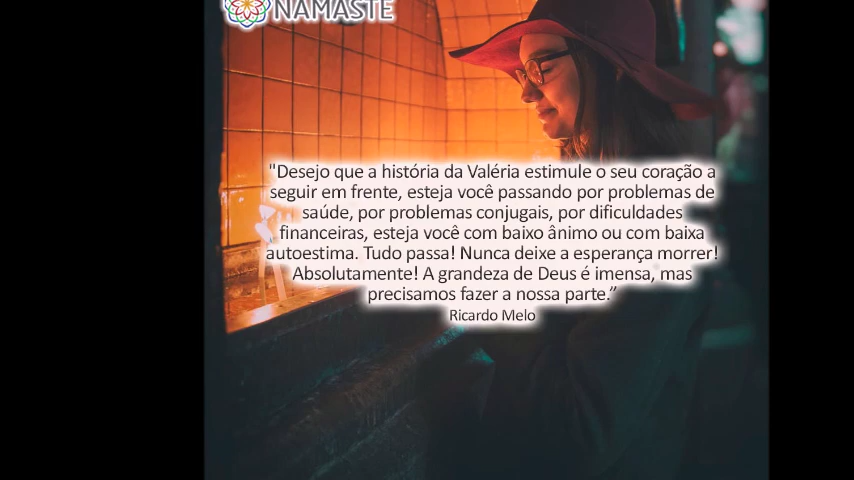 NAMASTE
"Desejo que a história da Valéria estimule o seu coração a
seguir em frente, esteja você passando por problemas de
saúde, por problemas conjugais, por dificuldades
financeiras, esteja você com baixo ânimo ou com baixa
autoestima. Tudo passa! Nunca deixe a esperança morrer!
Absolutamente! A grandeza de Deus é imensa, mas
precisamos fazer a nossa parte.”
Ricardo Melo